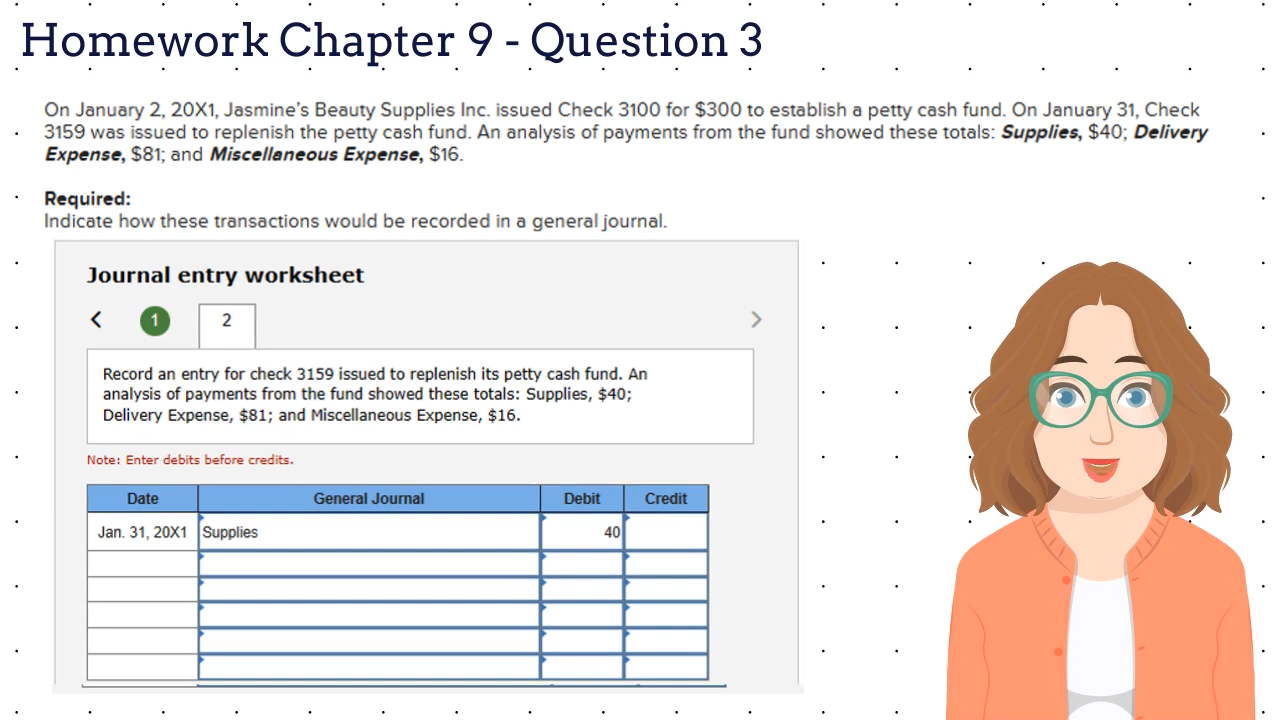 Homework Chapter 9 - Question 3
On January 2, 20X1, Jasmine's Beauty Supplies Inc. issued Check 3100 for $300 to establish a petty cash fund. On January 31, Check
3159 was issued to replenish the petty cash fund. An analysis of payments from the fund showed these totals: Supplies, $40; Delivery
Expense, $81; and Miscellaneous Expense, $16.
Required:
Indicate how these transactions would be recorded in a general journal.
Journal entry worksheet
1 2
Record an entry for check 3159 issued to replenish its petty cash fund. An
analysis of payments from the fund showed these totals: Supplies, $40;
Delivery Expense, $81; and Miscellaneous Expense, $16.
Note: Enter debits before credits.
Date General Journal Debit Credit
Jan. 31, 20X1 Supplies 40